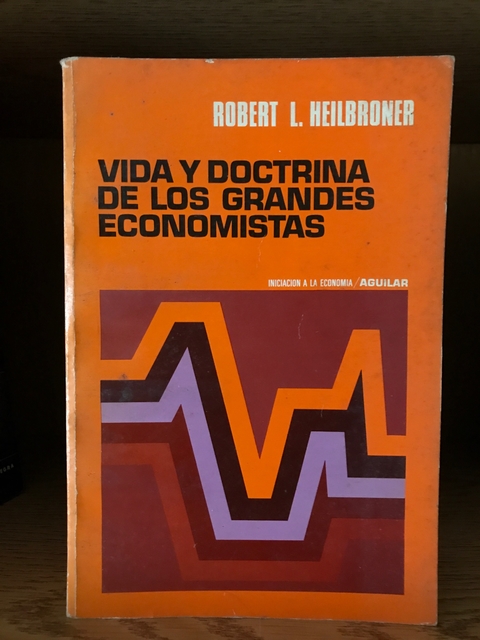 ROBERT L. HEILBRONER
VIDA Y DOCTRINA
DE LOS GRANDES
ECONOMISTAS
INICIACION A LA ECONOMIA / AGUILAR